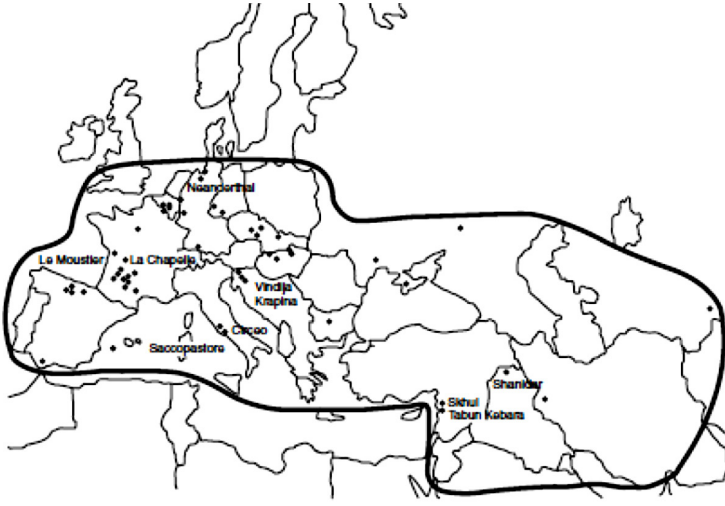 Neanderthal
Le Moustier
La Chapelle
Vindija
Krapina
Circeo
Saccopastore
Shanidar
Skhul
Tabun Kebara